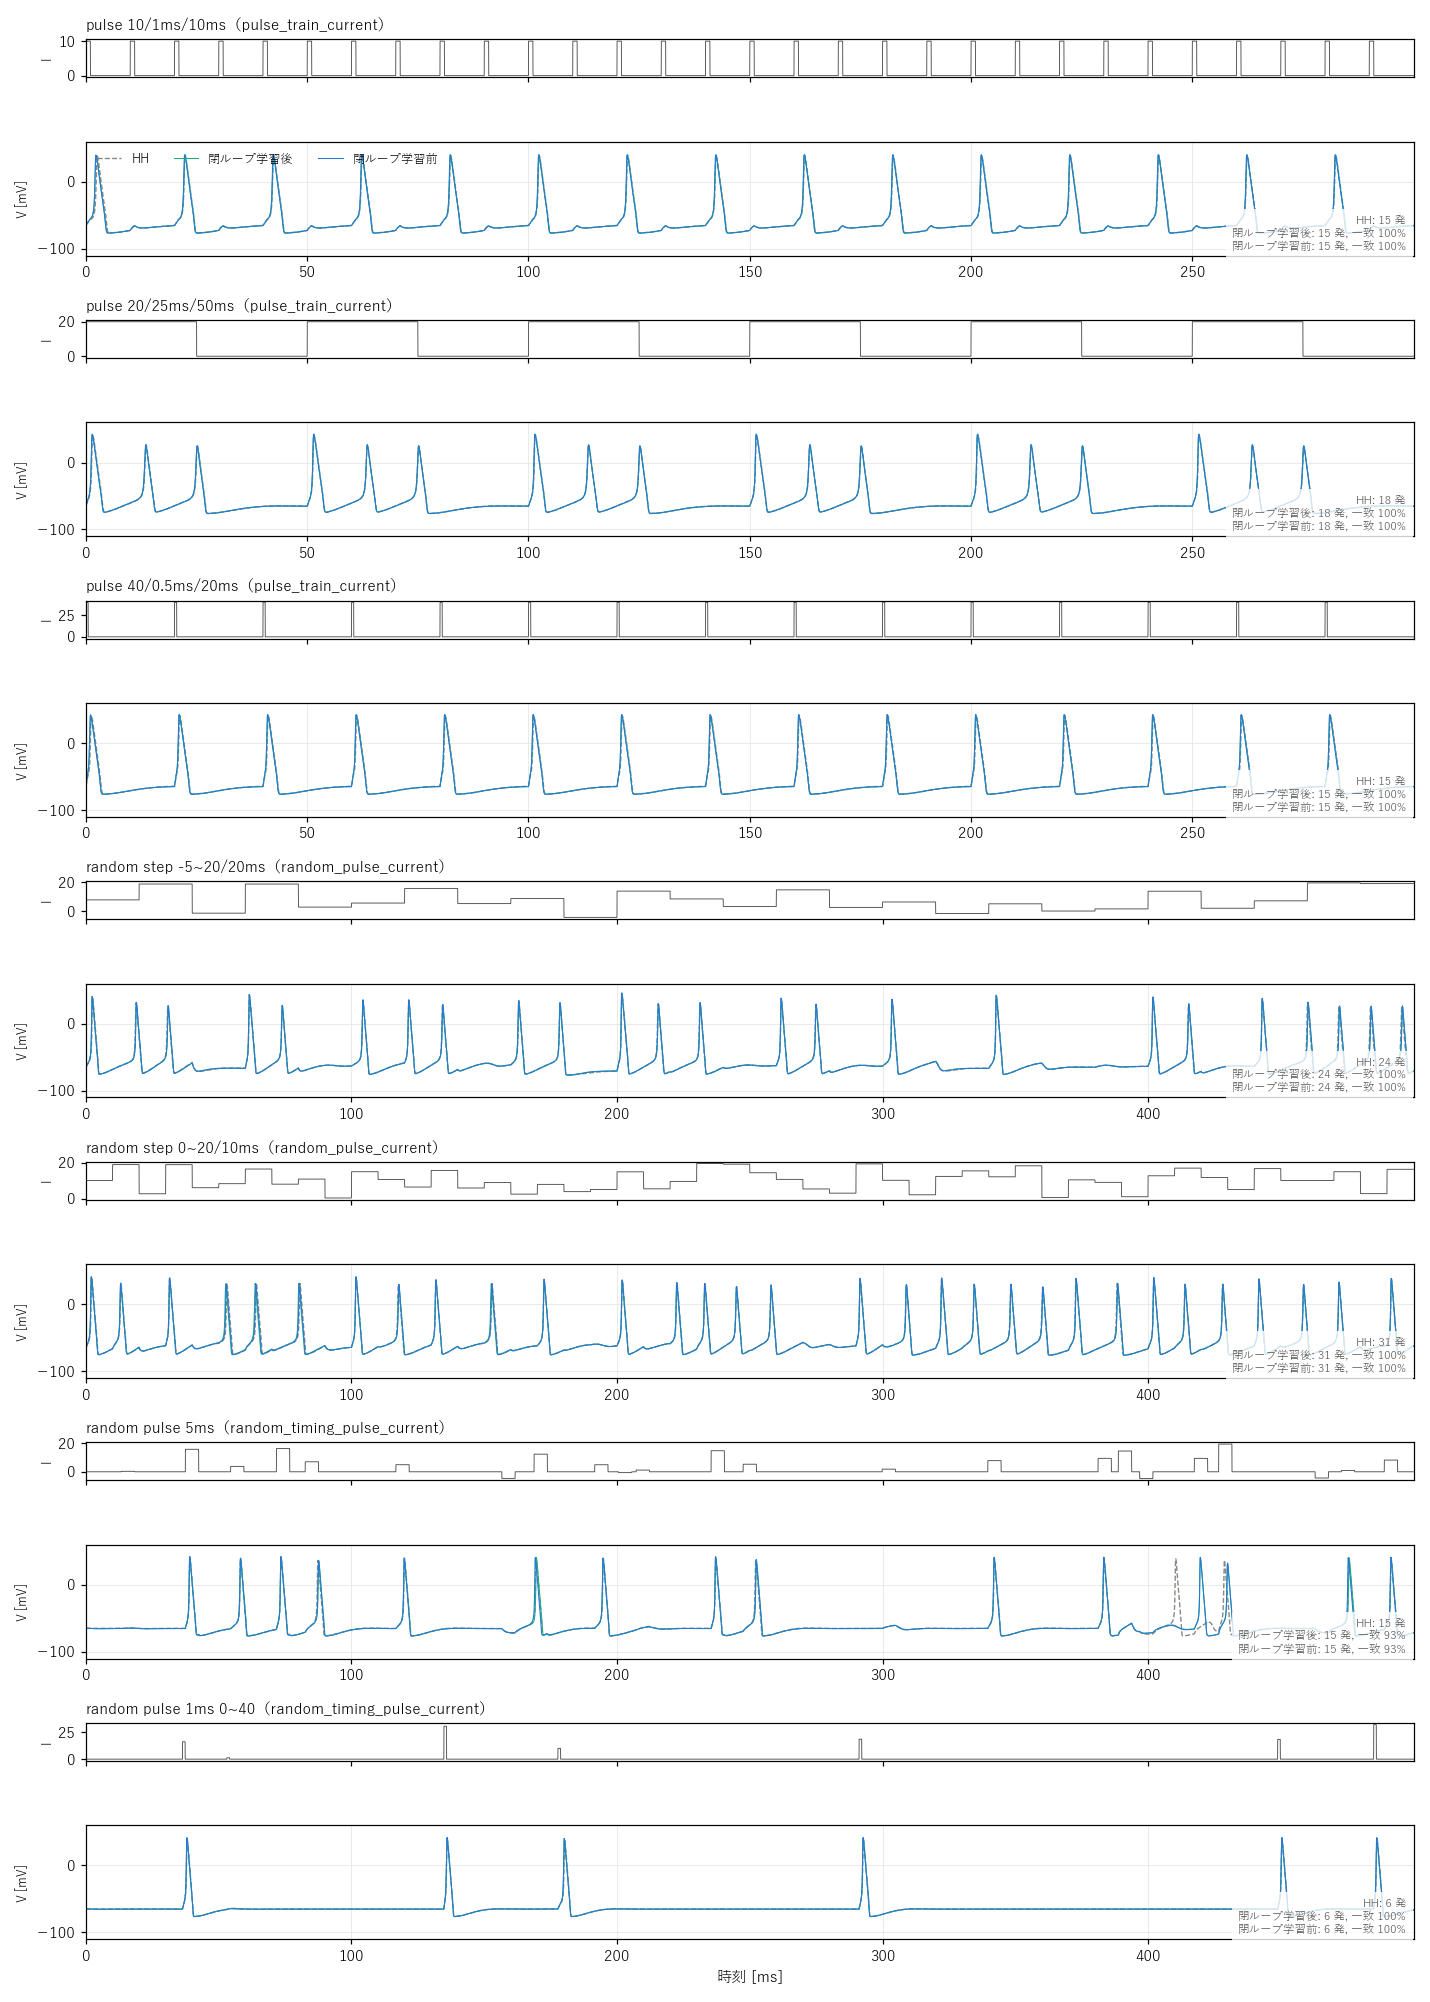 pulse 10/1ms/10ms（pulse_train_current）
10
0
I
HH 閉ループ学習後 閉ループ学習前
0
−100
V [mV]
HH: 15 発
閉ループ学習後: 15 発, 一致 100%
閉ループ学習前: 15 発, 一致 100%
0 50 100 150 200 250
pulse 20/25ms/50ms（pulse_train_current）
20
0
I
0
−100
V [mV]
HH: 18 発
閉ループ学習後: 18 発, 一致 100%
閉ループ学習前: 18 発, 一致 100%
0 50 100 150 200 250
pulse 40/0.5ms/20ms（pulse_train_current）
25
0
I
0
−100
V [mV]
HH: 15 発
閉ループ学習後: 15 発, 一致 100%
閉ループ学習前: 15 発, 一致 100%
0 50 100 150 200 250
random step -5~20/20ms（random_pulse_current）
20
0
I
0
−100
V [mV]
HH: 24 発
閉ループ学習後: 24 発, 一致 100%
閉ループ学習前: 24 発, 一致 100%
0 100 200 300 400
random step 0~20/10ms（random_pulse_current）
20
0
I
0
−100
V [mV]
HH: 31 発
閉ループ学習後: 31 発, 一致 100%
閉ループ学習前: 31 発, 一致 100%
0 100 200 300 400
random pulse 5ms（random_timing_pulse_current）
20
0
I
0
−100
V [mV]
HH: 15 発
閉ループ学習後: 15 発, 一致 93%
閉ループ学習前: 15 発, 一致 93%
0 100 200 300 400
random pulse 1ms 0~40（random_timing_pulse_current）
25
0
I
0
−100
V [mV]
HH: 6 発
閉ループ学習後: 6 発, 一致 100%
閉ループ学習前: 6 発, 一致 100%
0 100 200 300 400
時刻 [ms]